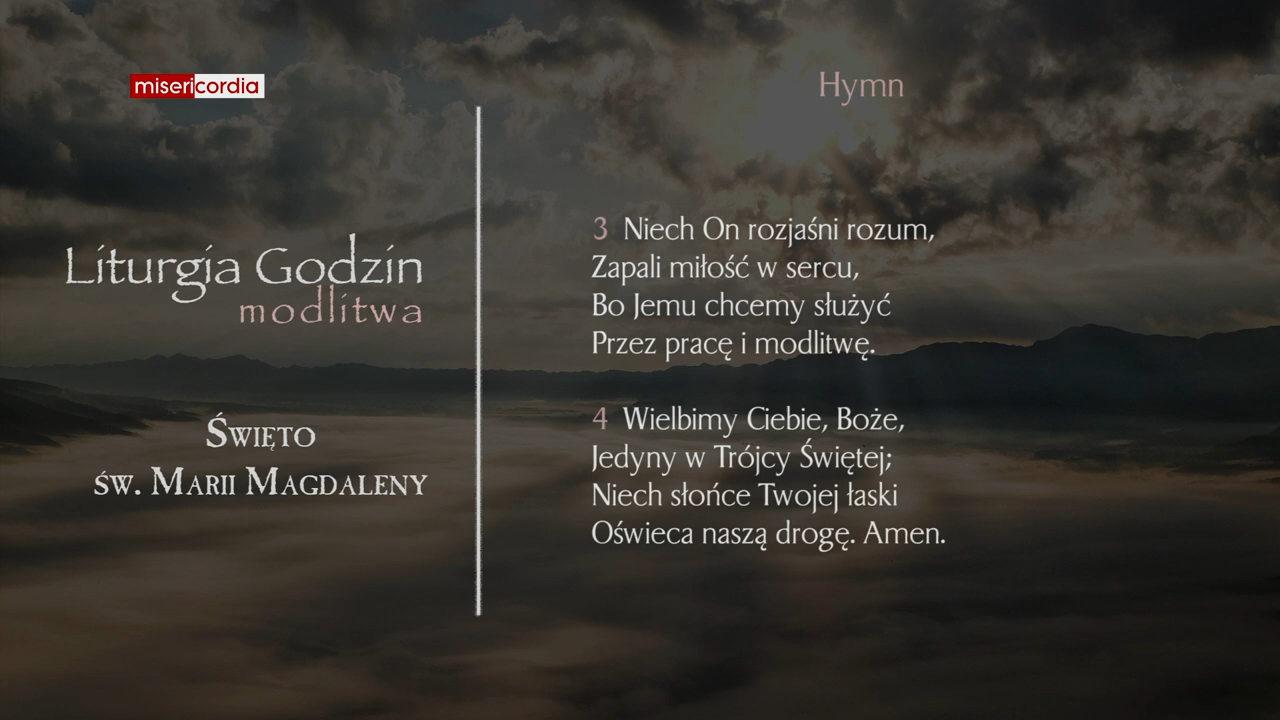 misericordia
Liturgia Godzin
modlitwa
Święto
św. Marii Magdaleny
Hymn
3 Niech On rozjaśni rozum,
Zapali miłość w sercu,
Bo Jemu chcemy służyć
Przez pracę i modlitwę.
4 Wielbimy Ciebie, Boże,
Jedyny w Trójcy Świętej;
Niech słońce Twojej łaski
Oświeca naszą drogę. Amen.